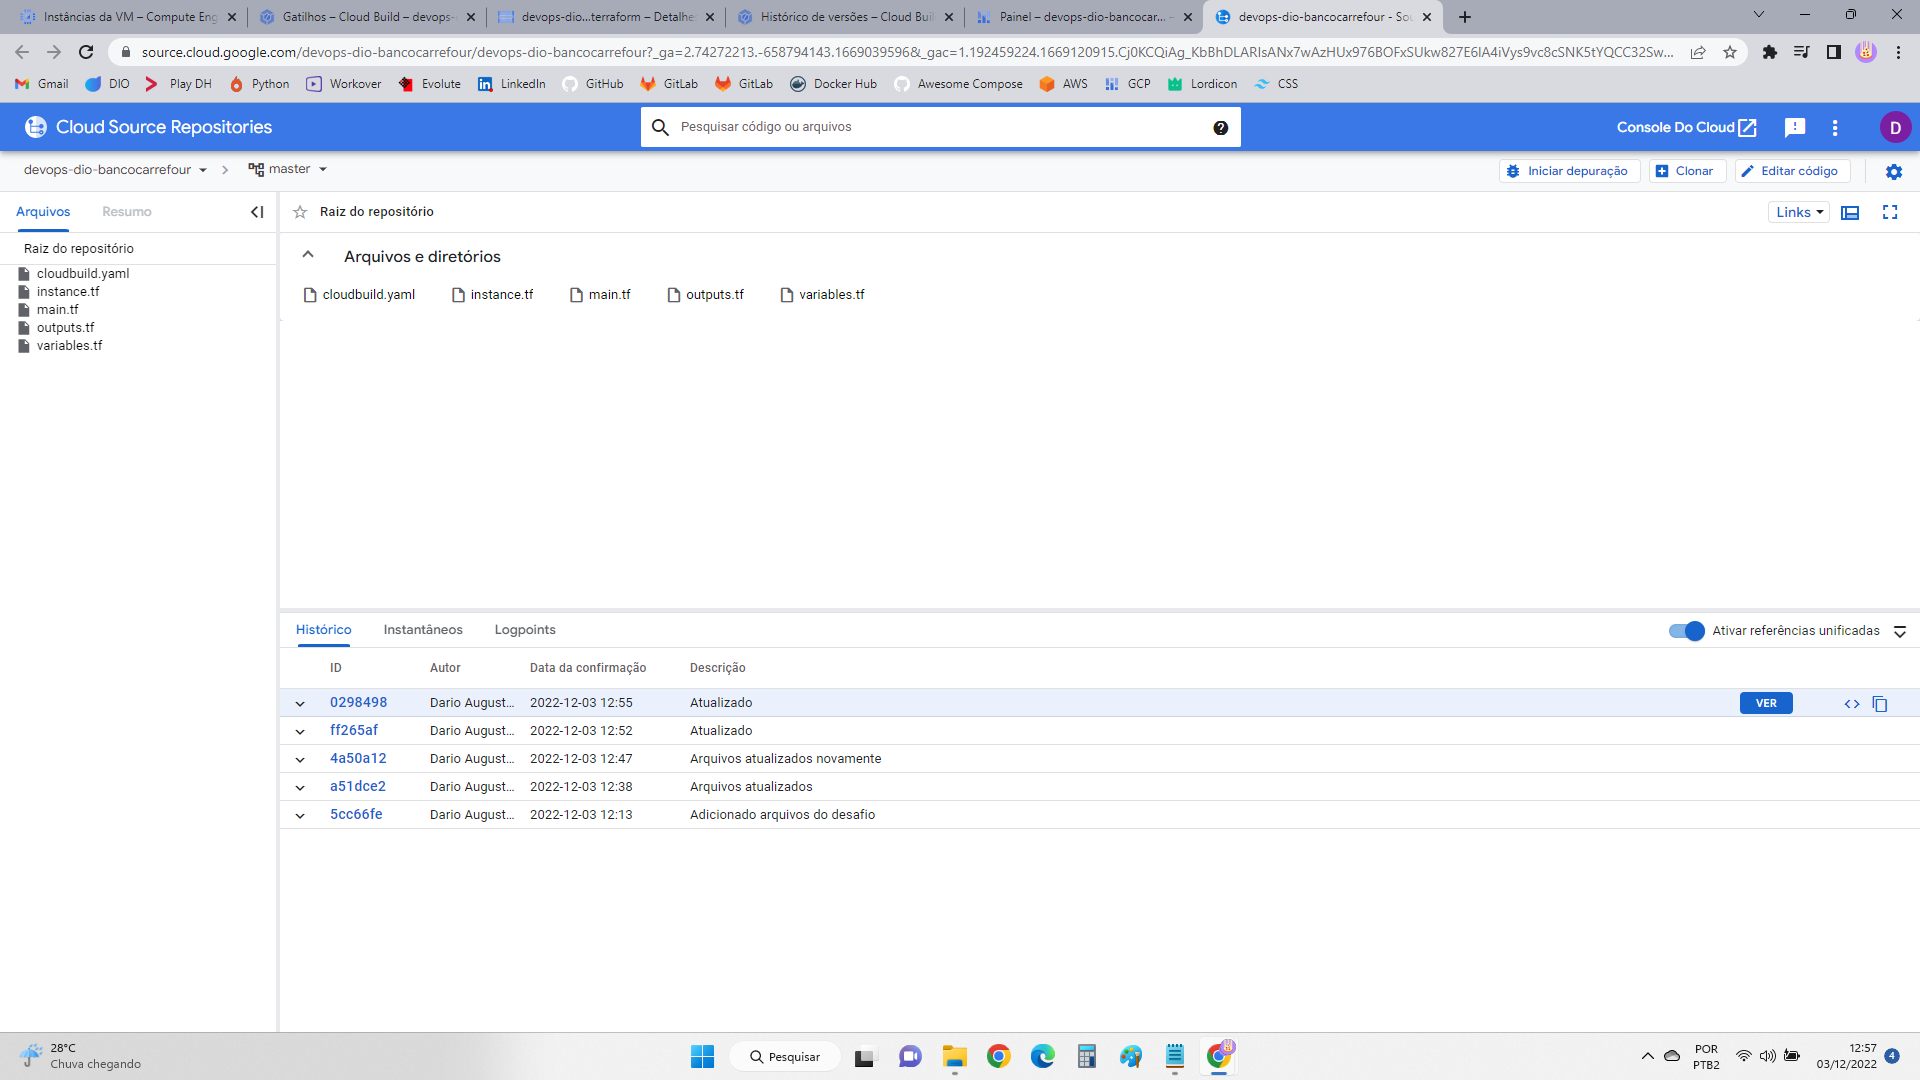 Instâncias da VM – Compute Eng
Gatilhos – Cloud Build – devops-
devops-dio...terraform – Detalhe
Histórico de versões – Cloud Buil
Painel – devops-dio-bancocar... –
devops-dio-bancocarrefour - Sou
source.cloud.google.com/devops-dio-bancocarrefour/devops-dio-bancocarrefour?_ga=2.74272213.-658794143.1669039596&_gac=1.192459224.1669120915.Cj0KCQiAg_KbBhDLARIsANx7wAzHUx976BOFxSUkw827E6IA4iVys9vc8cSNK5tYQCC32Sw...
Gmail DIO Play DH Python Workover Evolute LinkedIn GitHub GitLab GitLab Docker Hub Awesome Compose AWS GCP Lordicon CSS
Cloud Source Repositories
Pesquisar código ou arquivos
Console Do Cloud
D
devops-dio-bancocarrefour
master
Iniciar depuração
Clonar
Editar código
Arquivos
Resumo
Raiz do repositório
Links
Raiz do repositório
cloudbuild.yaml
instance.tf
main.tf
outputs.tf
variables.tf
Arquivos e diretórios
cloudbuild.yaml instance.tf main.tf outputs.tf variables.tf
Histórico Instantâneos Logpoints
Ativar referências unificadas
ID Autor Data da confirmação Descrição
0298498 Dario August... 2022-12-03 12:55 Atualizado VER <>
ff265af Dario August... 2022-12-03 12:52 Atualizado
4a50a12 Dario August... 2022-12-03 12:47 Arquivos atualizados novamente
a51dce2 Dario August... 2022-12-03 12:38 Arquivos atualizados
5cc66fe Dario August... 2022-12-03 12:13 Adicionado arquivos do desafio
28°C
Chuva chegando
Pesquisar
POR
PTB2
12:57
03/12/2022
4